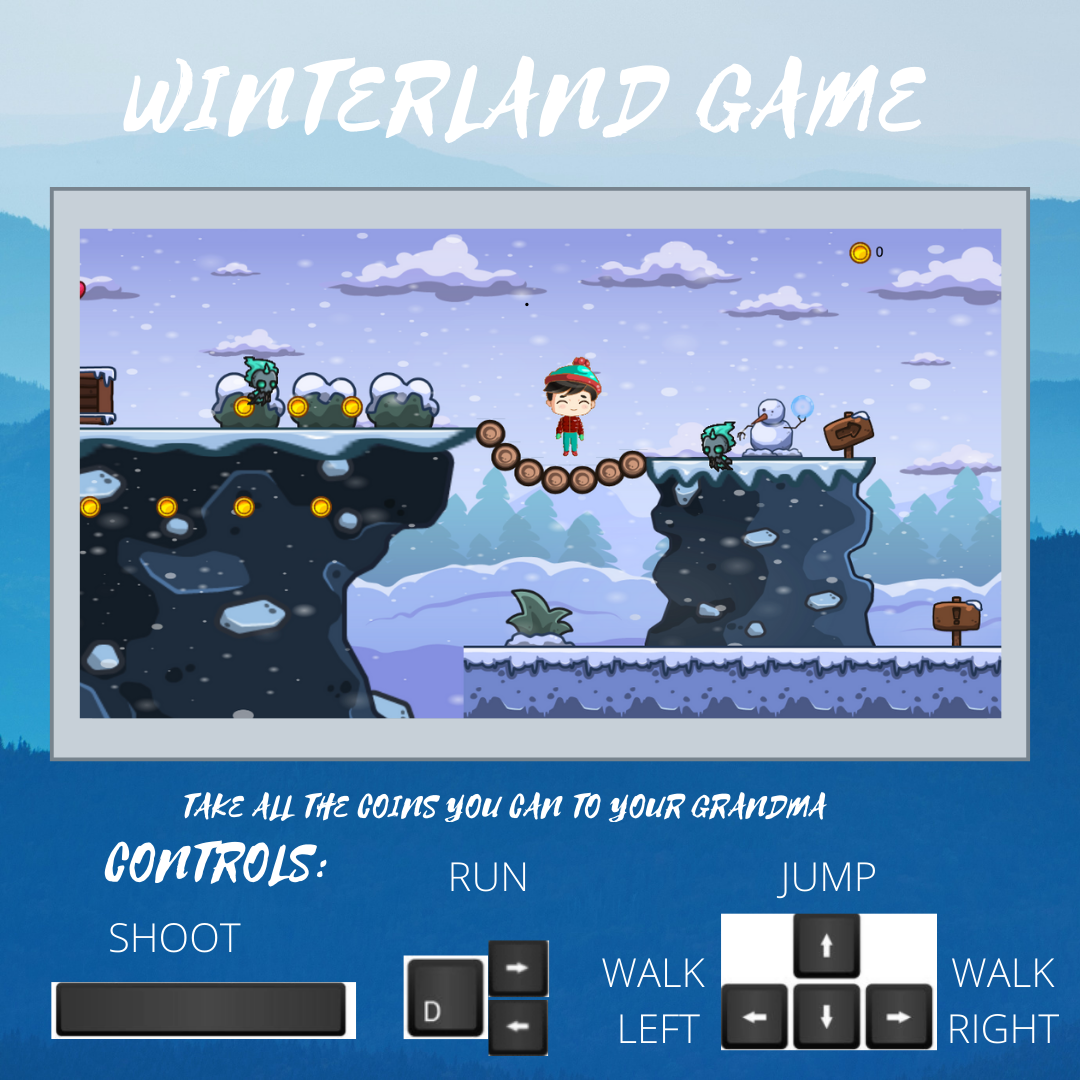 WINTERLAND GAME
0
TAKE ALL THE COINS YOU CAN TO YOUR GRANDMA
CONTROLS:
RUN
JUMP
SHOOT
WALK
LEFT
WALK
RIGHT
D